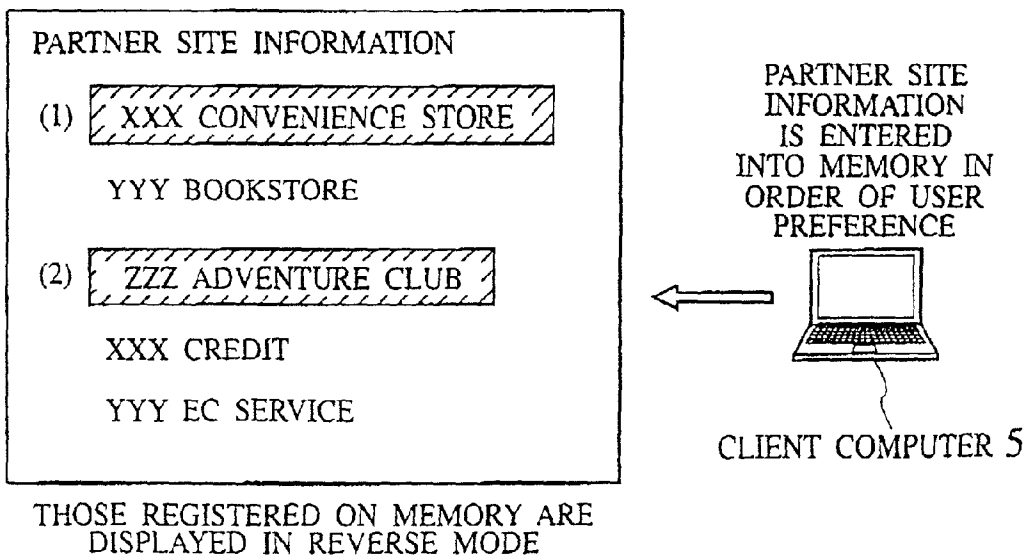 PARTNER SITE INFORMATION
(1) XXX CONVENIENCE STORE
YYY BOOKSTORE
(2) ZZZ ADVENTURE CLUB
XXX CREDIT
YYY EC SERVICE
THOSE REGISTERED ON MEMORY ARE
DISPLAYED IN REVERSE MODE
PARTNER SITE
INFORMATION
IS ENTERED
INTO MEMORY IN
ORDER OF USER
PREFERENCE
CLIENT COMPUTER 5